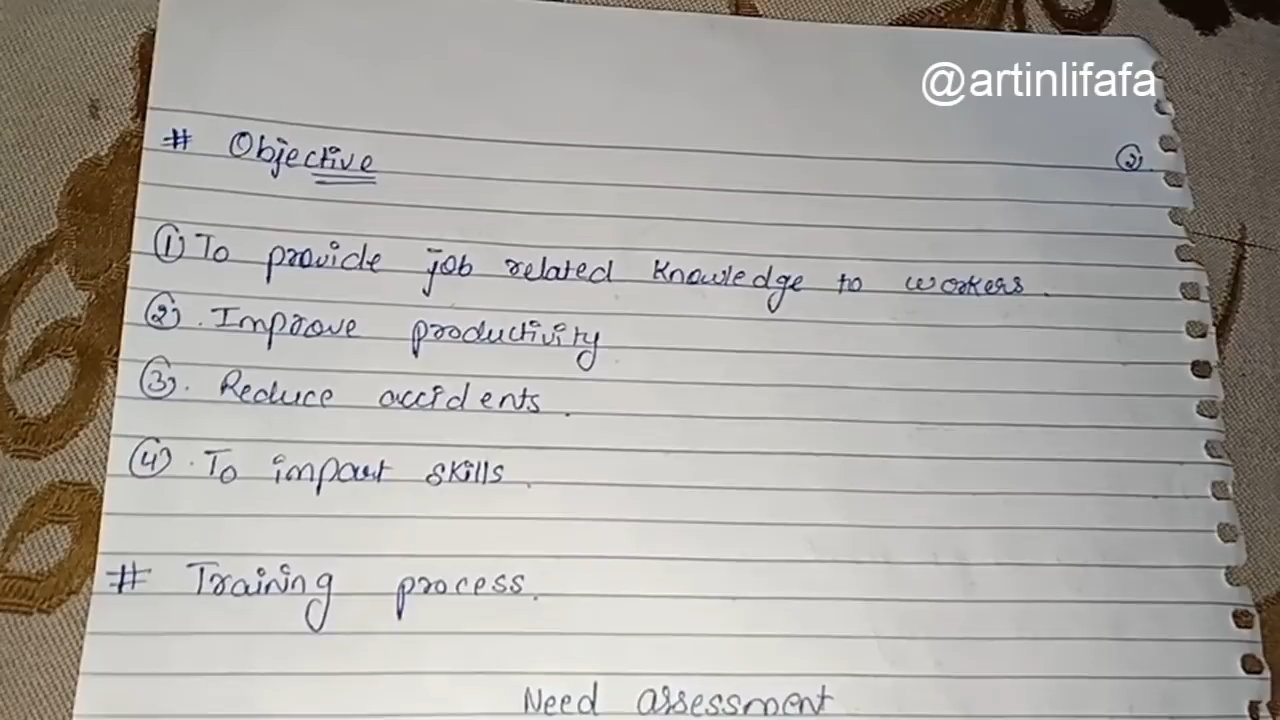 @artinlifafa
# Objective
②
① To provide job related knowledge to workers.
②. Improve productivity
③. Reduce accidents.
④. To impart skills.
# Training process.
Need assessment